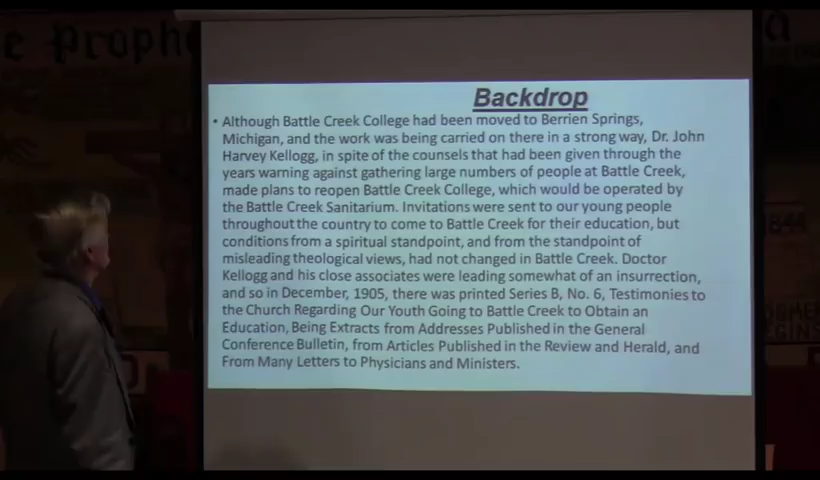 e Prophe
Backdrop
• Although Battle Creek College had been moved to Berrien Springs,
Michigan, and the work was being carried on there in a strong way, Dr. John
Harvey Kellogg, in spite of the counsels that had been given through the
years warning against gathering large numbers of people at Battle Creek,
made plans to reopen Battle Creek College, which would be operated by
the Battle Creek Sanitarium. Invitations were sent to our young people
throughout the country to come to Battle Creek for their education, but
conditions from a spiritual standpoint, and from the standpoint of
misleading theological views, had not changed in Battle Creek. Doctor
Kellogg and his close associates were leading somewhat of an insurrection,
and so in December, 1905, there was printed Series B, No. 6, Testimonies to
the Church Regarding Our Youth Going to Battle Creek to Obtain an
Education, Being Extracts from Addresses Published in the General
Conference Bulletin, from Articles Published in the Review and Herald, and
From Many Letters to Physicians and Ministers.
1844